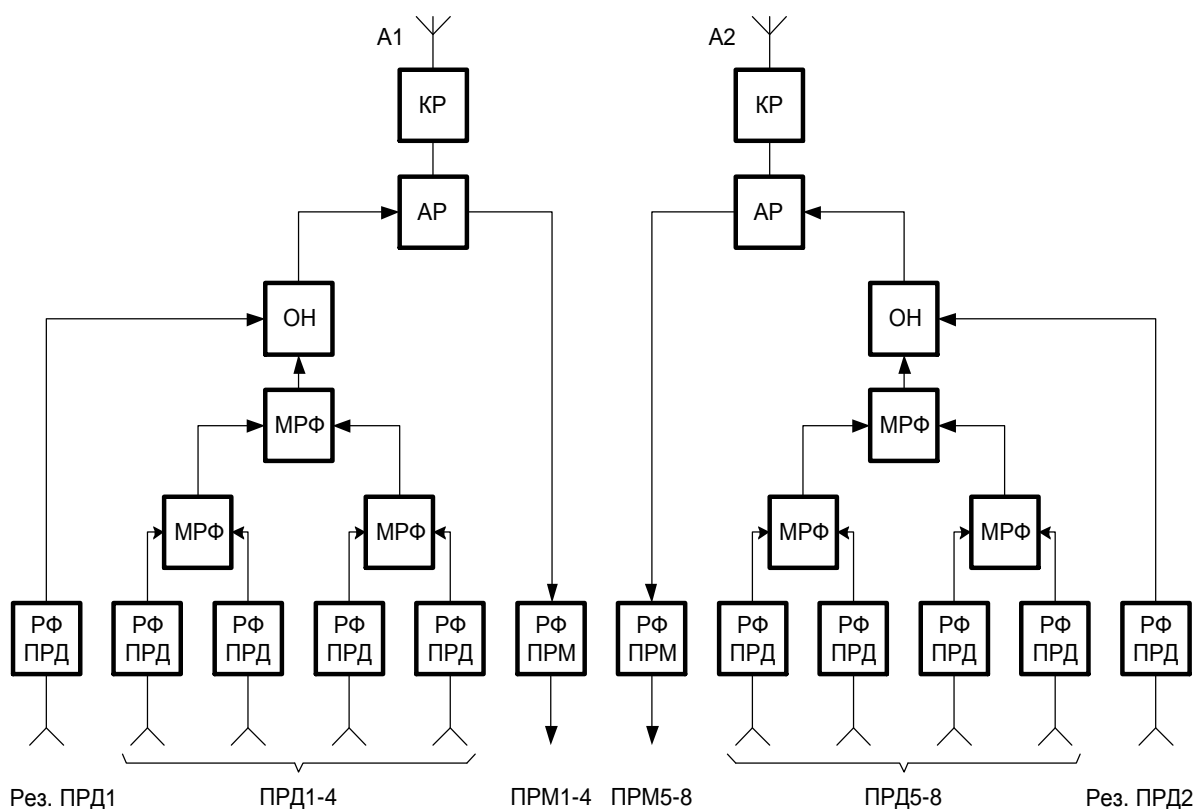 А1
А2
КР
КР
АР
АР
ОН
ОН
МРФ
МРФ
МРФ
МРФ
МРФ
МРФ
РФ
ПРД
РФ
ПРД
РФ
ПРД
РФ
ПРД
РФ
ПРД
РФ
ПРМ
РФ
ПРМ
РФ
ПРД
РФ
ПРД
РФ
ПРД
РФ
ПРД
РФ
ПРД
Рез. ПРД1
ПРД1-4
ПРМ1-4
ПРМ5-8
ПРД5-8
Рез. ПРД2